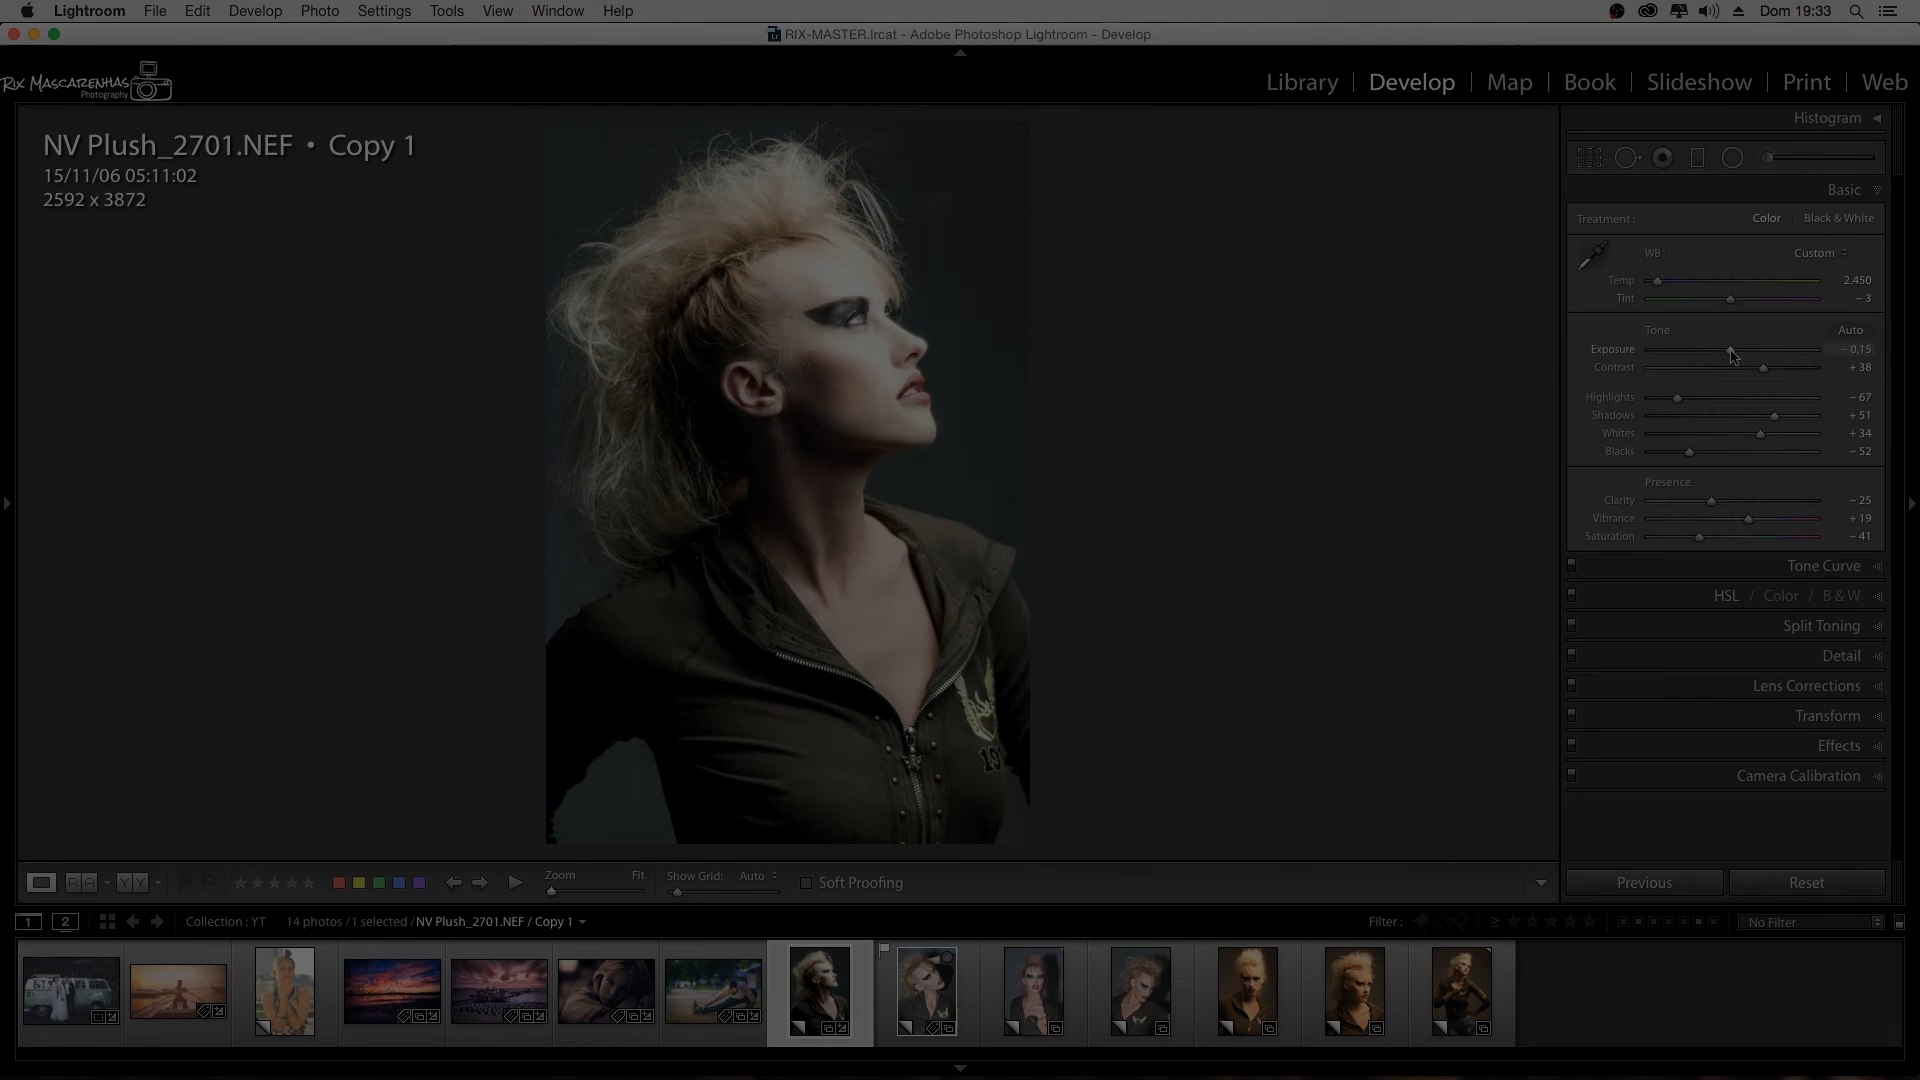 Lightroom File Edit Develop Photo Settings Tools View Window Help Dom 19:33
RIX-MASTER.lrcat - Adobe Photoshop Lightroom - Develop
RIX MASCARENHAS
Photography
Library Develop Map Book Slideshow Print Web
NV Plush_2701.NEF • Copy 1
15/11/06 05:11:02
2592 x 3872
Histogram
Basic
Treatment : Color Black & White
WB : Custom
Temp 2.450
Tint – 3
Tone Auto
Exposure – 0,15
Contrast + 38
Highlights – 67
Shadows + 51
Whites + 34
Blacks – 52
Presence
Clarity – 25
Vibrance + 19
Saturation – 41
Tone Curve
HSL / Color / B & W
Split Toning
Detail
Lens Corrections
Transform
Effects
Camera Calibration
Previous Reset
R A Y Y Zoom Fit Show Grid: Auto Soft Proofing
1 2 Collection : YT 14 photos / 1 selected / NV Plush_2701.NEF / Copy 1 Filter : ≥ No Filter